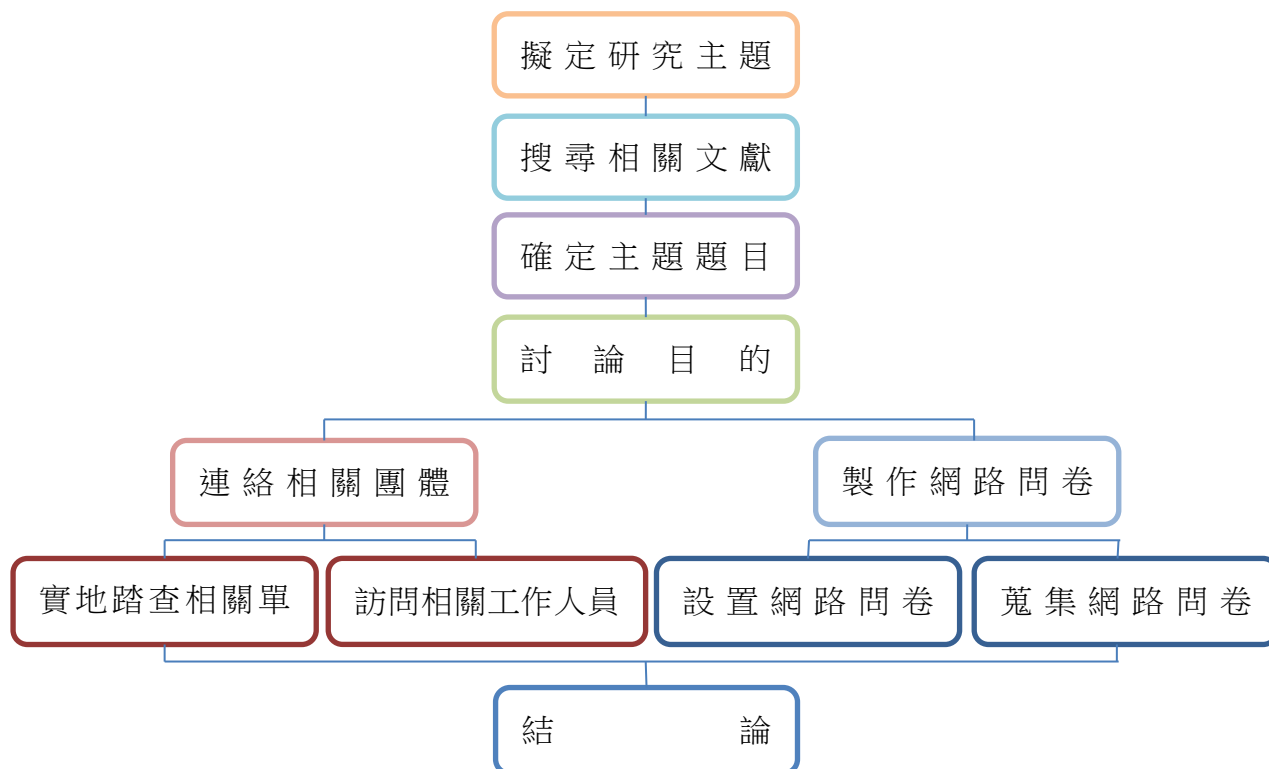 擬定研究主題
搜尋相關文獻
確定主題題目
討論目的
連絡相關團體
製作網路問卷
實地踏查相關單
訪問相關工作人員
設置網路問卷
蒐集網路問卷
結論